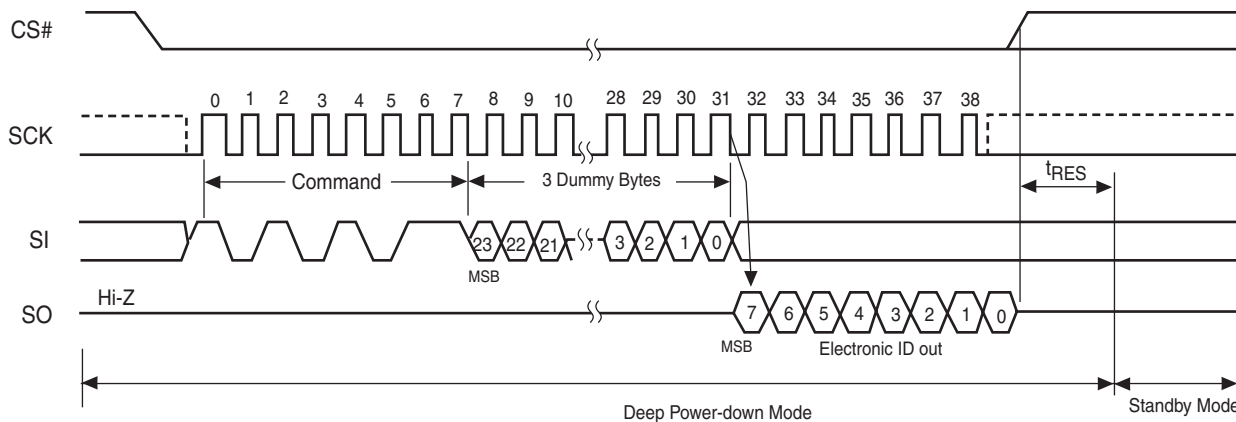 CS#
0 1 2 3 4 5 6 7 8 9 10 28 29 30 31 32 33 34 35 36 37 38
SCK
Command 3 Dummy Bytes tRES
SI
23 22 21 3 2 1 0
MSB
Hi-Z
SO
7 6 5 4 3 2 1 0
MSB Electronic ID out
Deep Power-down Mode Standby Mode